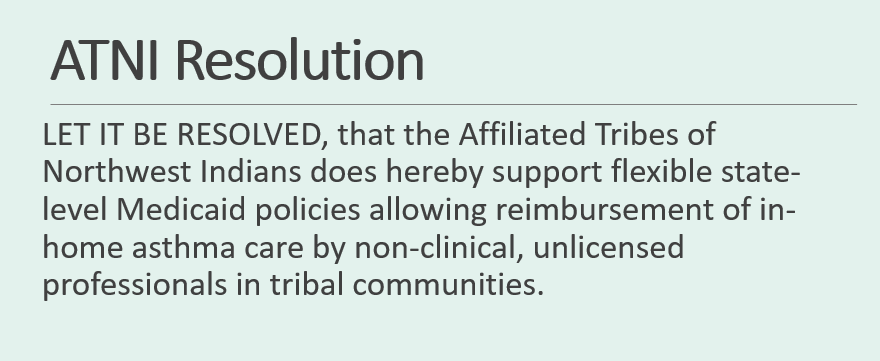 ATNI Resolution
LET IT BE RESOLVED, that the Affiliated Tribes of
Northwest Indians does hereby support flexible state-
level Medicaid policies allowing reimbursement of in-
home asthma care by non-clinical, unlicensed
professionals in tribal communities.